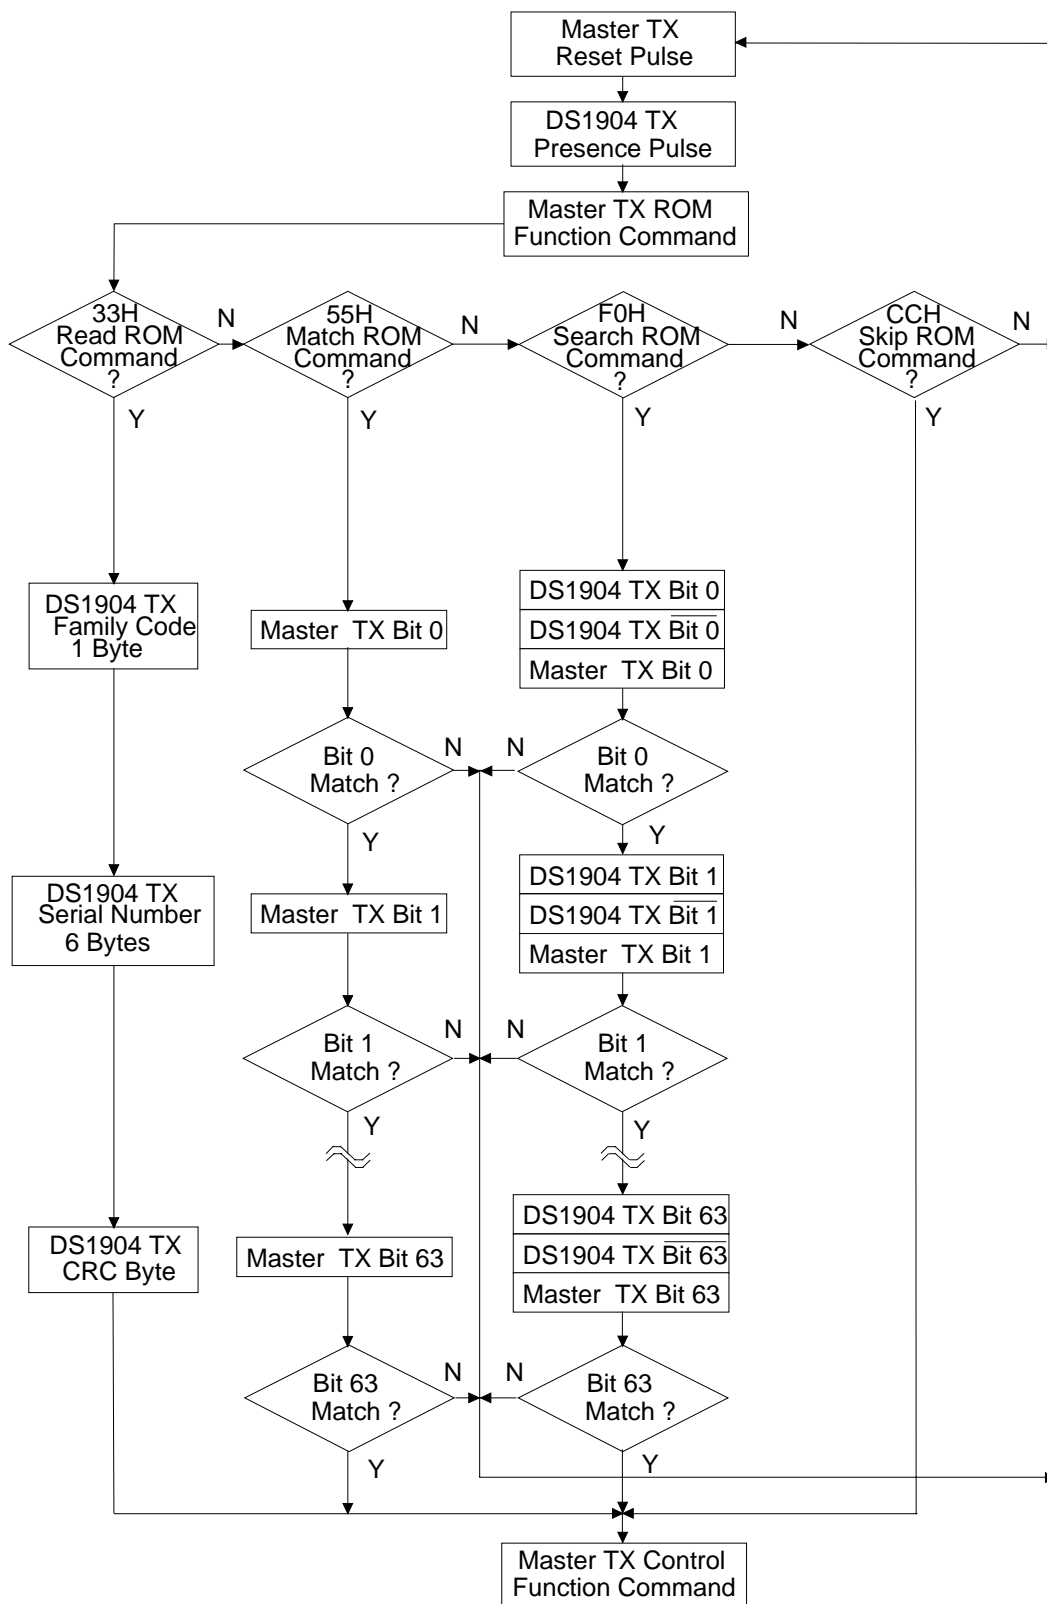 Master TX
Reset Pulse
DS1904 TX
Presence Pulse
Master TX ROM
Function Command
33H
Read ROM
Command
?
N
Y
55H
Match ROM
Command
?
N
Y
F0H
Search ROM
Command
?
N
Y
CCH
Skip ROM
Command
?
N
Y
DS1904 TX
Family Code
1 Byte
DS1904 TX
Serial Number
6 Bytes
DS1904 TX
CRC Byte
Master TX Bit 0
Bit 0
Match ?
N
Y
Master TX Bit 1
Bit 1
Match ?
N
Y
Master TX Bit 63
Bit 63
Match ?
N
Y
DS1904 TX Bit 0
DS1904 TX B̅i̅t̅ ̅0̅
Master TX Bit 0
Bit 0
Match ?
N
Y
DS1904 TX Bit 1
DS1904 TX B̅i̅t̅ ̅1̅
Master TX Bit 1
Bit 1
Match ?
N
Y
DS1904 TX Bit 63
DS1904 TX B̅i̅t̅ ̅6̅3̅
Master TX Bit 63
Bit 63
Match ?
N
Y
Master TX Control
Function Command